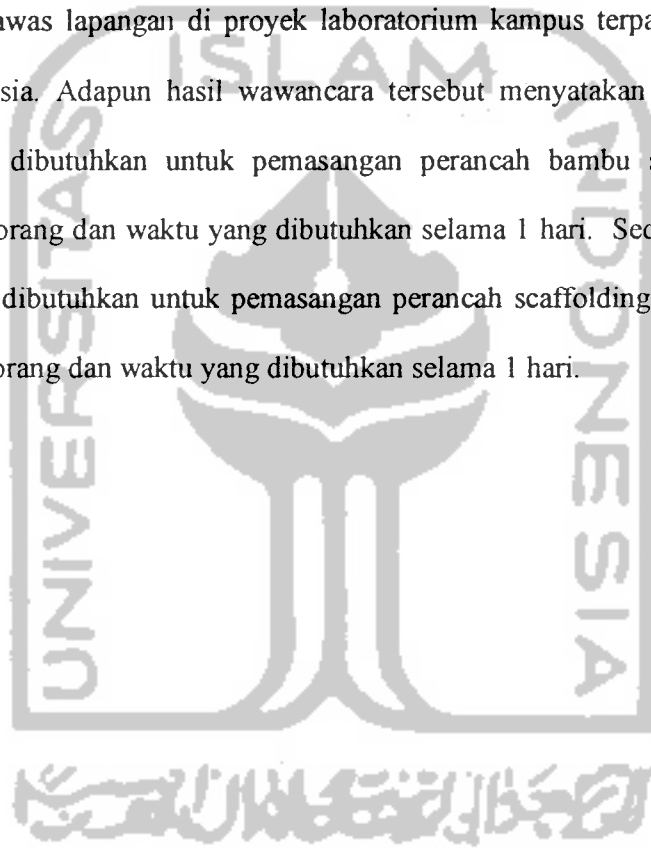 awas lapangan di proyek laboratorium kampus terpa
sia. Adapun hasil wawancara tersebut menyatakan
dibutuhkan untuk pemasangan perancah bambu s
orang dan waktu yang dibutuhkan selama 1 hari. Sed
dibutuhkan untuk pemasangan perancah scaffolding
orang dan waktu yang dibutuhkan selama 1 hari.
ISLAM
UNIVERSITAS
INDONESIA